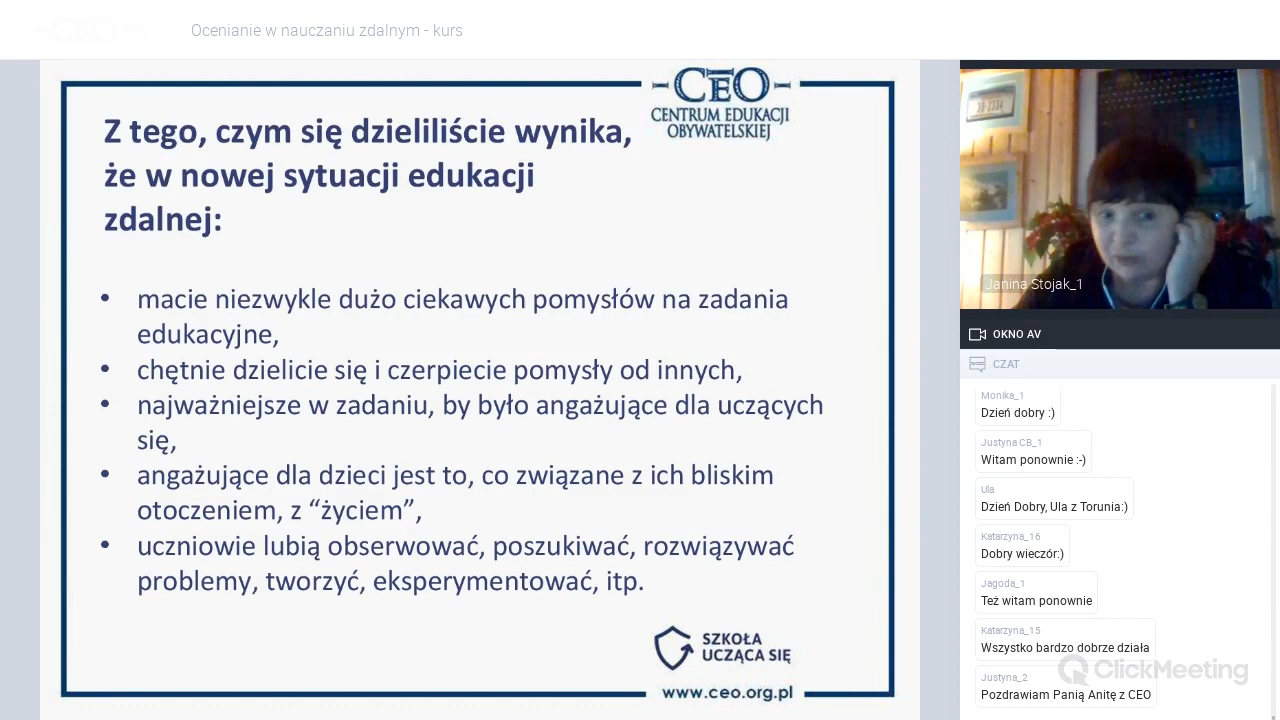 Ocenianie w nauczaniu zdalnym - kurs
CEO
CENTRUM EDUKACJI
OBYWATELSKIEJ
Z tego, czym się dzieliliście wynika,
że w nowej sytuacji edukacji
zdalnej:
• macie niezwykle dużo ciekawych pomysłów na zadania
edukacyjne,
• chętnie dzielicie się i czerpiecie pomysły od innych,
• najważniejsze w zadaniu, by było angażujące dla uczących
się,
• angażujące dla dzieci jest to, co związane z ich bliskim
otoczeniem, z “życiem”,
• uczniowie lubią obserwować, poszukiwać, rozwiązywać
problemy, tworzyć, eksperymentować, itp.
SZKOŁA
UCZĄCA SIĘ
www.ceo.org.pl
Janina Stojak_1
OKNO AV
CZAT
Monika_1
Dzień dobry :)
Justyna CB_1
Witam ponownie :-)
Ula
Dzień Dobry, Ula z Torunia:)
Katarzyna_16
Dobry wieczór:)
Jagoda_1
Też witam ponownie
Katarzyna_15
Wszystko bardzo dobrze działa
ClickMeeting
Justyna_2
Pozdrawiam Panią Anitę z CEO